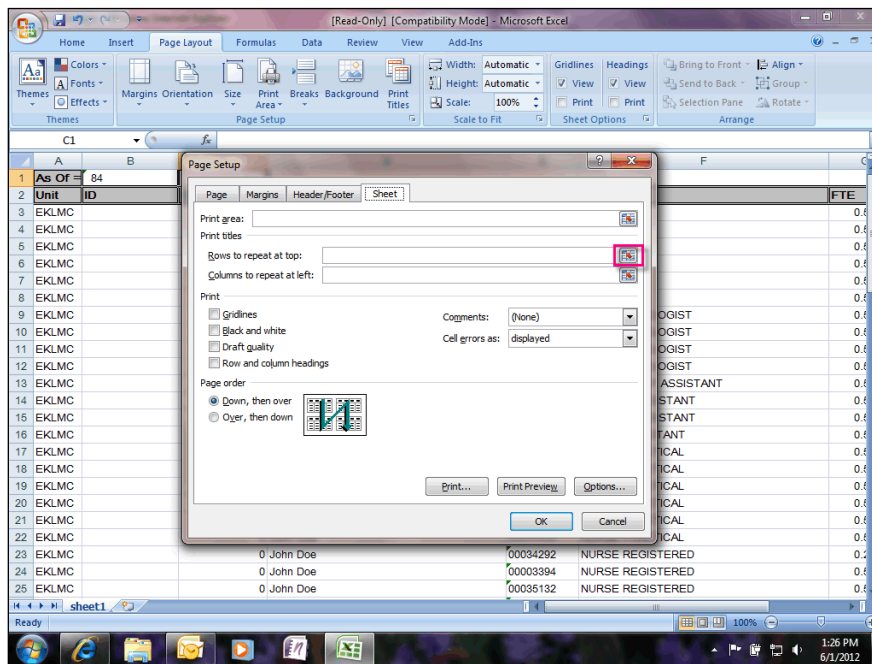 [Read-Only] [Compatibility Mode] - Microsoft Excel
Home Insert Page Layout Formulas Data Review View Add-Ins
Colors Width: Automatic Gridlines Headings Bring to Front Align
Aa A Fonts Height: Automatic View View Send to Back Group
Themes Effects Margins Orientation Size Print Area Breaks Background Print Titles Scale: 100% Print Print Selection Pane Rotate
Themes Page Setup Scale to Fit Sheet Options Arrange
C1 fx
A B F
1 As Of = 84
2 Unit ID FTE
3 EKLMC
4 EKLMC
5 EKLMC
6 EKLMC
7 EKLMC
8 EKLMC
9 EKLMC OGIST
10 EKLMC OGIST
11 EKLMC OGIST
12 EKLMC OGIST
13 EKLMC ASSISTANT
14 EKLMC STANT
15 EKLMC STANT
16 EKLMC TANT
17 EKLMC ICAL
18 EKLMC ICAL
19 EKLMC ICAL
20 EKLMC ICAL
21 EKLMC ICAL
22 EKLMC ICAL
23 EKLMC 0 John Doe 00034292 NURSE REGISTERED
24 EKLMC 0 John Doe 00003394 NURSE REGISTERED
25 EKLMC 0 John Doe 00035132 NURSE REGISTERED
Page Setup
Page Margins Header/Footer Sheet
Print area:
Print titles
Rows to repeat at top:
Columns to repeat at left:
Print
Gridlines Comments: (None)
Black and white Cell errors as: displayed
Draft quality
Row and column headings
Page order
Down, then over
Over, then down
Print... Print Preview Options...
OK Cancel
sheet1
Ready 100%
1:26 PM
6/1/2012